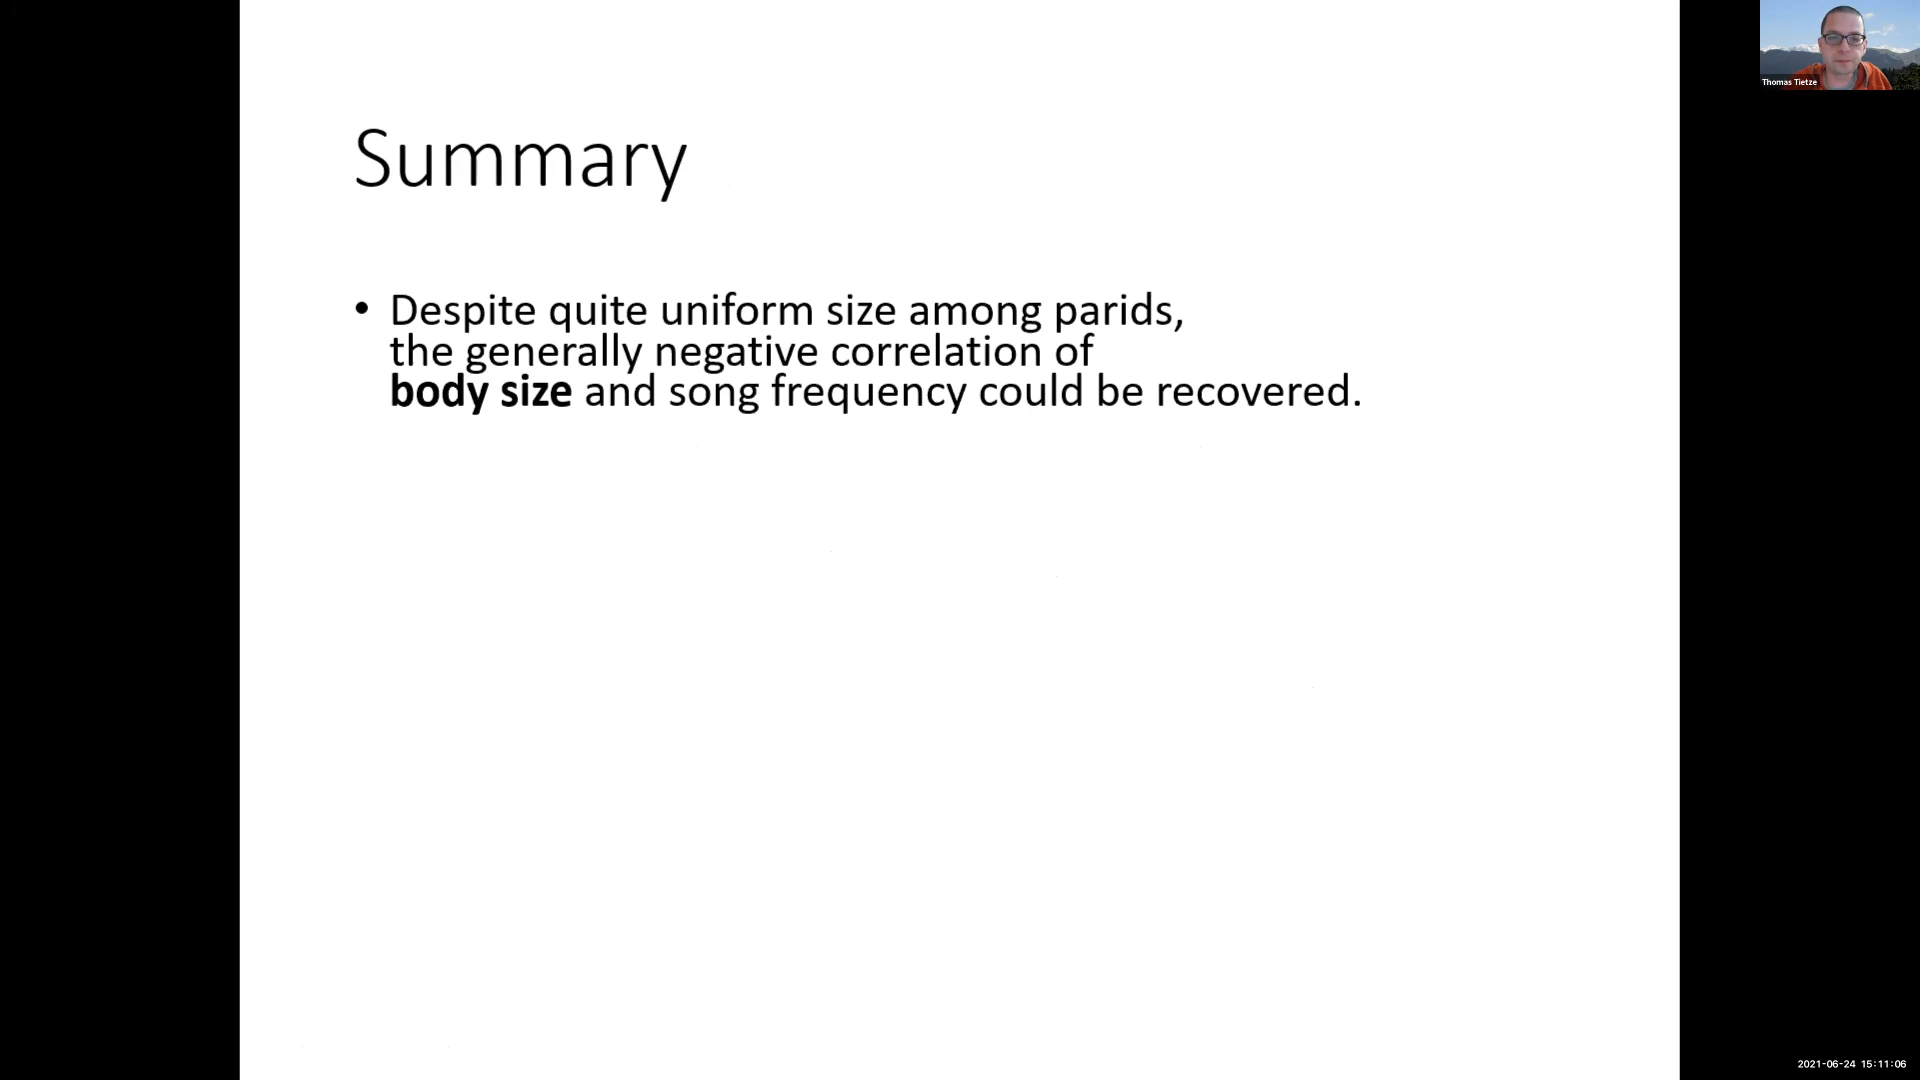 Thomas Tietze
Summary
• Despite quite uniform size among parids,
the generally negative correlation of
body size and song frequency could be recovered.
2021-06-24 15:11:06